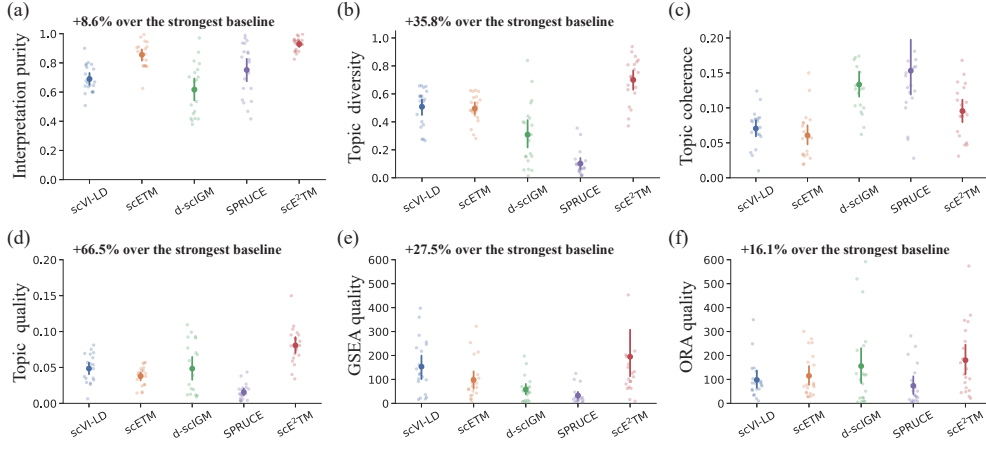 (a)
+8.6% over the strongest baseline
Interpretation purity
1.0
0.8
0.6
0.4
0.2
0.0
scVI-LD
scETM
d-scIGM
SPRUCE
scE²TM
(b)
+35.8% over the strongest baseline
Topic diversity
1.0
0.8
0.6
0.4
0.2
0.0
scVI-LD
scETM
d-scIGM
SPRUCE
scE²TM
(c)
Topic coherence
0.20
0.15
0.10
0.05
0.00
scVI-LD
scETM
d-scIGM
SPRUCE
scE²TM
(d)
+66.5% over the strongest baseline
Topic quality
0.20
0.15
0.10
0.05
0.00
scVI-LD
scETM
d-scIGM
SPRUCE
scE²TM
(e)
+27.5% over the strongest baseline
GSEA quality
600
500
400
300
200
100
0
scVI-LD
scETM
d-scIGM
SPRUCE
scE²TM
(f)
+16.1% over the strongest baseline
ORA quality
600
500
400
300
200
100
0
scVI-LD
scETM
d-scIGM
SPRUCE
scE²TM